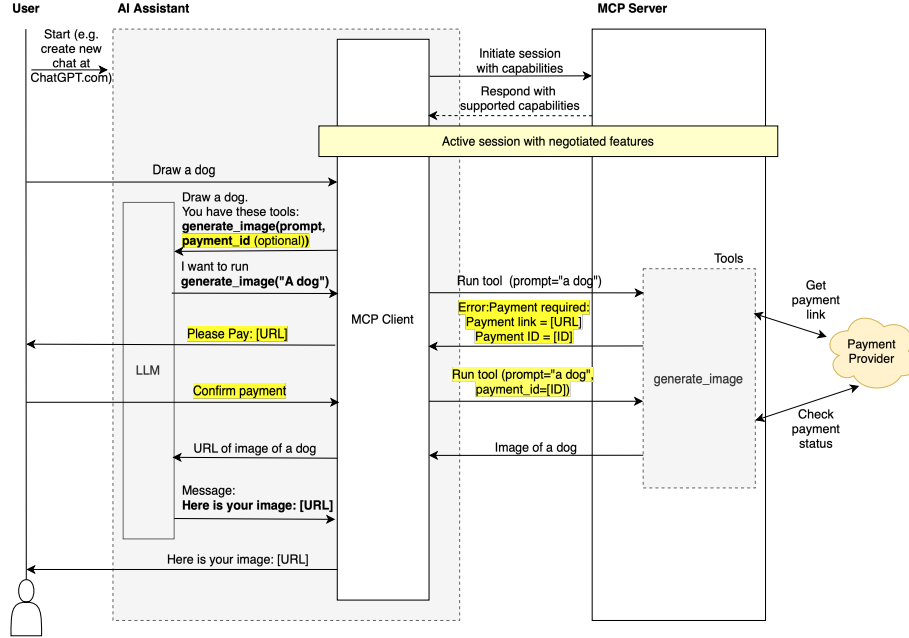 User
AI Assistant
MCP Server
Start (e.g.
create new
chat at
ChatGPT.com)
Initiate session
with capabilities
Respond with
supported capabilities
Active session with negotiated features
Draw a dog
Draw a dog.
You have these tools:
generate_image(prompt,
payment_id (optional))
I want to run
generate_image("A dog")
Tools
Run tool  (prompt="a dog")
Get
payment
link
Error:Payment required:
Payment link = [URL]
Payment ID = [ID]
MCP Client
Please Pay: [URL]
Payment
Provider
LLM
Run tool (prompt="a dog",
payment_id=[ID])
generate_image
Confirm payment
Check
payment
status
URL of image of a dog
Image of a dog
Message:
Here is your image: [URL]
Here is your image: [URL]